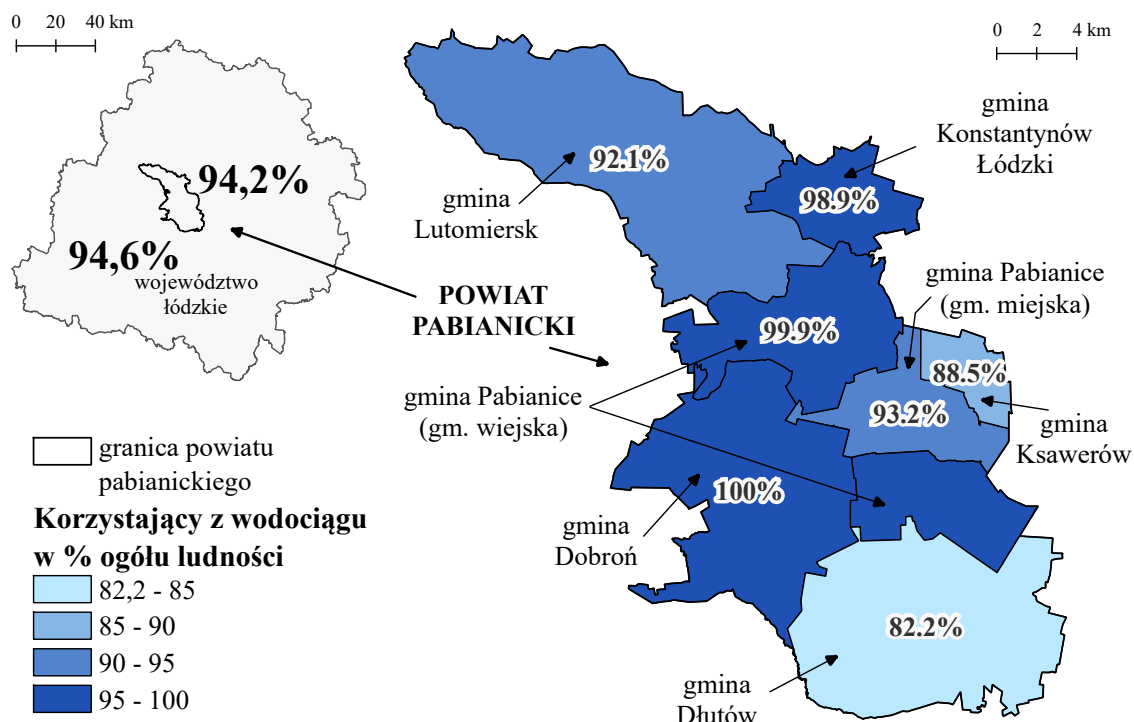 0 20 40 km
94,2%
94,6%
województwo
łódzkie
POWIAT
PABIANICKI
0 2 4 km
gmina
Konstantynów
Łódzki
92.1%
98.9%
gmina
Lutomiersk
gmina Pabianice
(gm. miejska)
99.9%
88.5%
gmina Pabianice
(gm. wiejska)
93.2%
gmina
Ksawerów
100%
gmina
Dobroń
82.2%
gmina
Dłutów
granica powiatu
pabianickiego
Korzystający z wodociągu
w % ogółu ludności
82,2 - 85
85 - 90
90 - 95
95 - 100